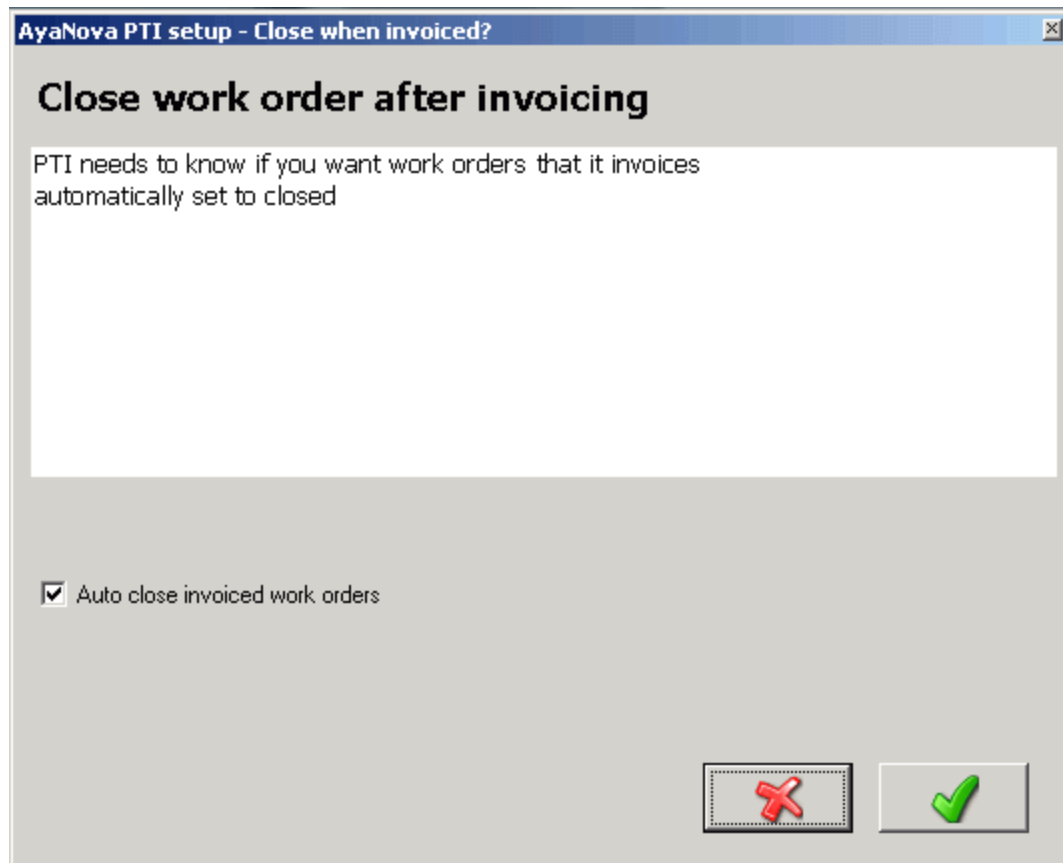 AyaNova PTI setup - Close when invoiced?
Close work order after invoicing
PTI needs to know if you want work orders that it invoices
automatically set to closed
Auto close invoiced work orders